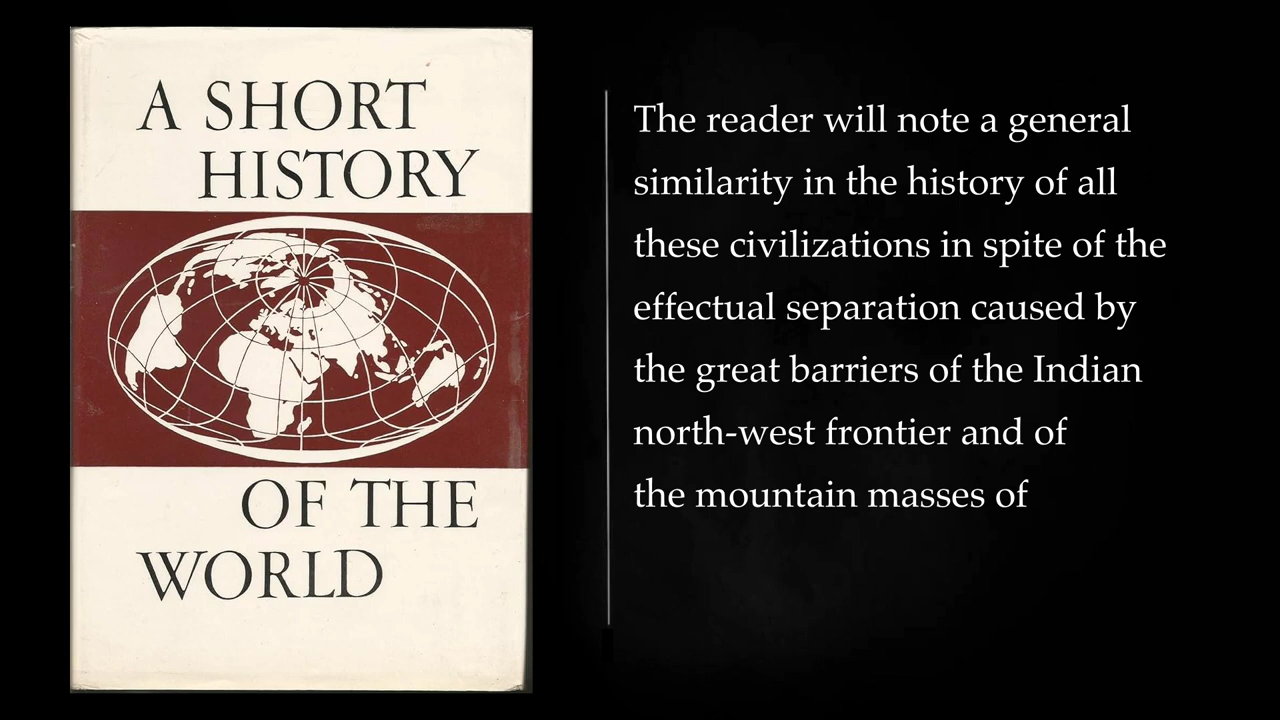 A SHORT
HISTORY
OF THE
WORLD
The reader will note a general
similarity in the history of all
these civilizations in spite of the
effectual separation caused by
the great barriers of the Indian
north-west frontier and of
the mountain masses of